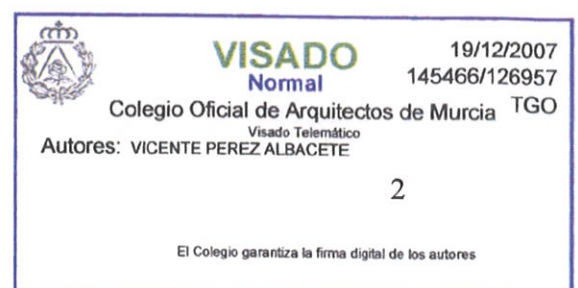 VISADO 19/12/2007
Normal 145466/126957
Colegio Oficial de Arquitectos de Murcia TGO
Visado Telemático
Autores: VICENTE PEREZ ALBACETE
2
El Colegio garantiza la firma digital de los autores